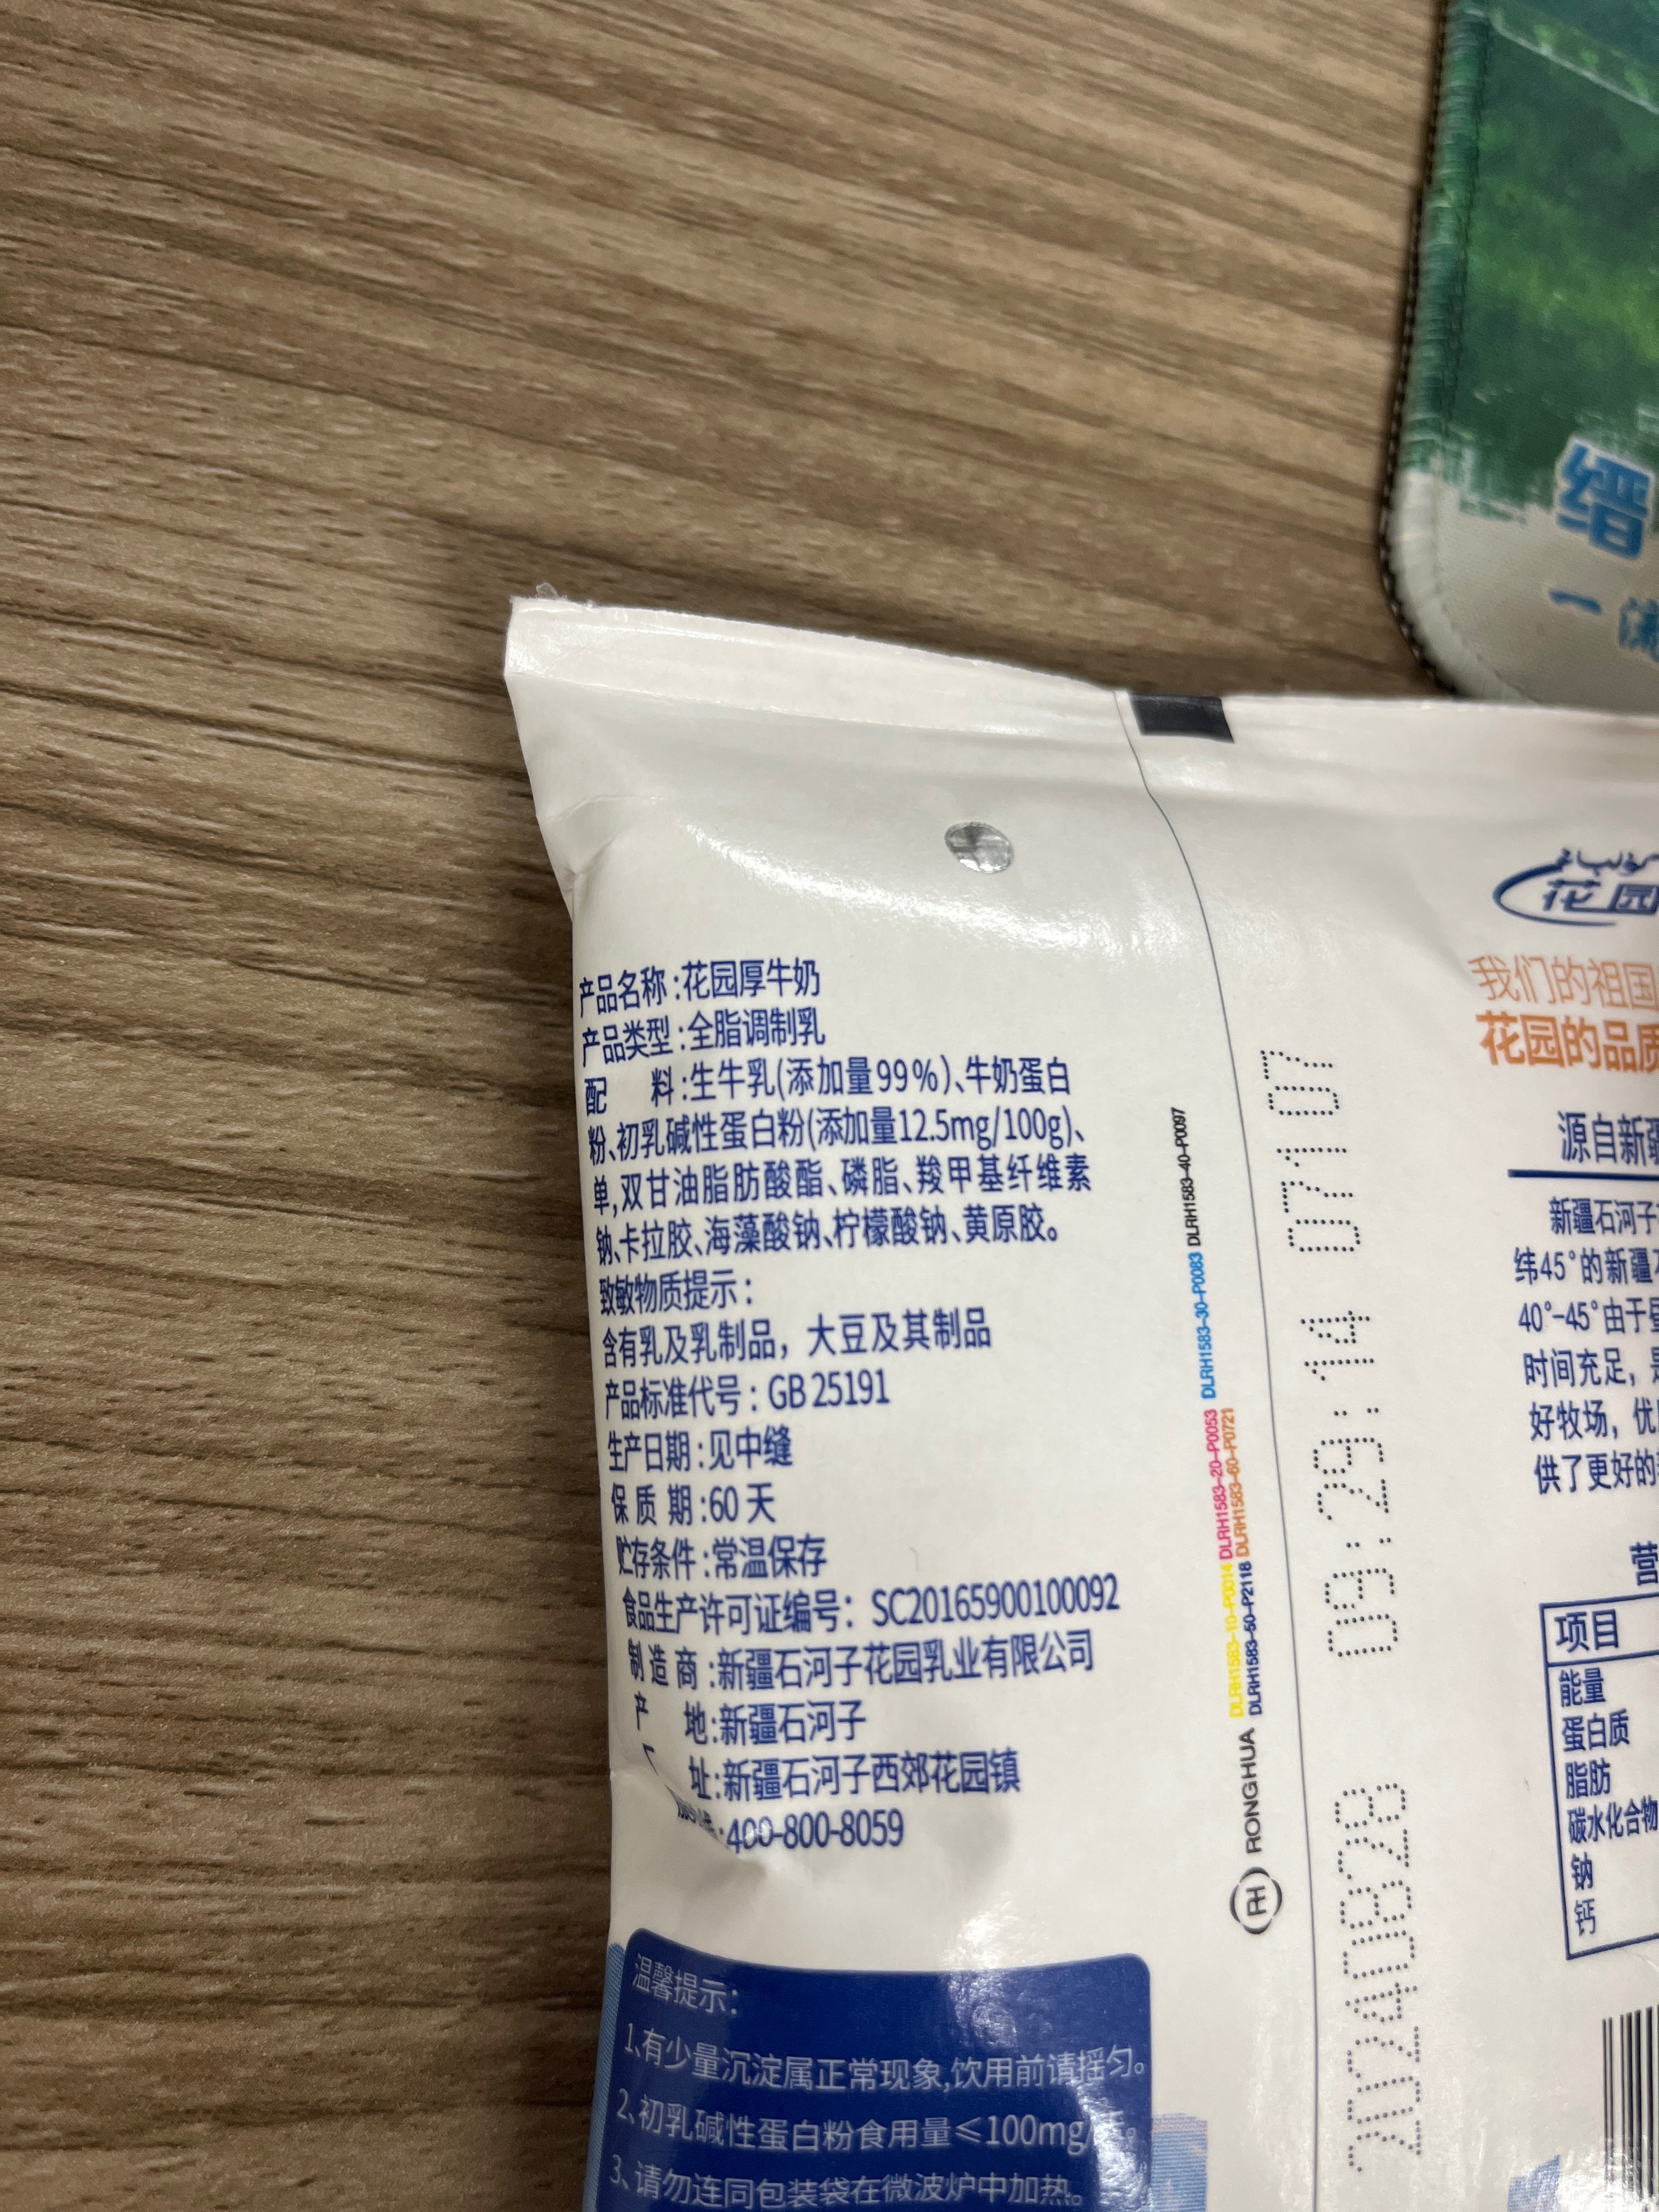 产品名称:花园厚牛奶
产品类型:全脂调制乳
配 料:生牛乳(添加量99%)、牛奶蛋白
粉、初乳碱性蛋白粉(添加量12.5mg/100g)、
单,双甘油脂肪酸酯、磷脂、羧甲基纤维素
钠、卡拉胶、海藻酸钠、柠檬酸钠、黄原胶。
致敏物质提示:
含有乳及乳制品，大豆及其制品
产品标准代号:GB 25191
生产日期:见中缝
保质期:60天
贮存条件:常温保存
食品生产许可证编号：SC20165900100092
制造商:新疆石河子花园乳业有限公司
产 地:新疆石河子
址:新疆石河子西郊花园镇
:400-800-8059
温馨提示:
1、有少量沉淀属正常现象,饮用前请摇匀。
2、初乳碱性蛋白粉食用量≤100mg/天。
3、请勿连同包装袋在微波炉中加热。
RH RONGHUA
DLRH1583-10-P0014 DLRH1583-20-P0053 DLRH1583-30-P0083 DLRH1583-40-P0097
DLRH1583-50-P2118 DLRH1583-60-P0721
20240828 09:29:14 07107
花园
我们的祖国
花园的品质
源自新疆
新疆石河子
纬45°的新疆
40°-45°由于
时间充足，
好牧场，优
供了更好的
营
项目
能量
蛋白质
脂肪
碳水化合物
钠
钙
缙
一